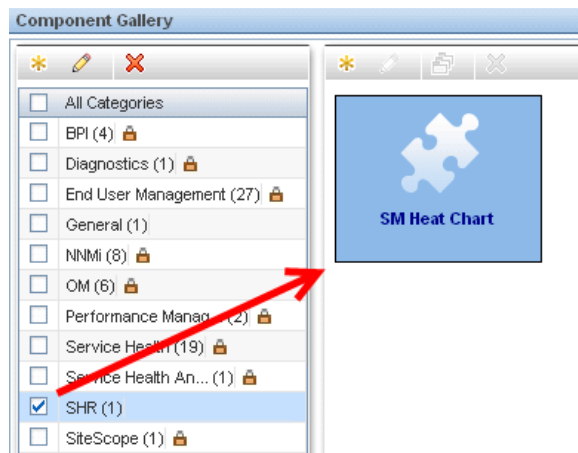 Component Gallery
All Categories
BPI (4)
Diagnostics (1)
End User Management (27)
General (1)
NNMi (8)
OM (6)
Performance Manag... (2)
Service Health (19)
Service Health An... (1)
SHR (1)
SiteScope (1)
SM Heat Chart